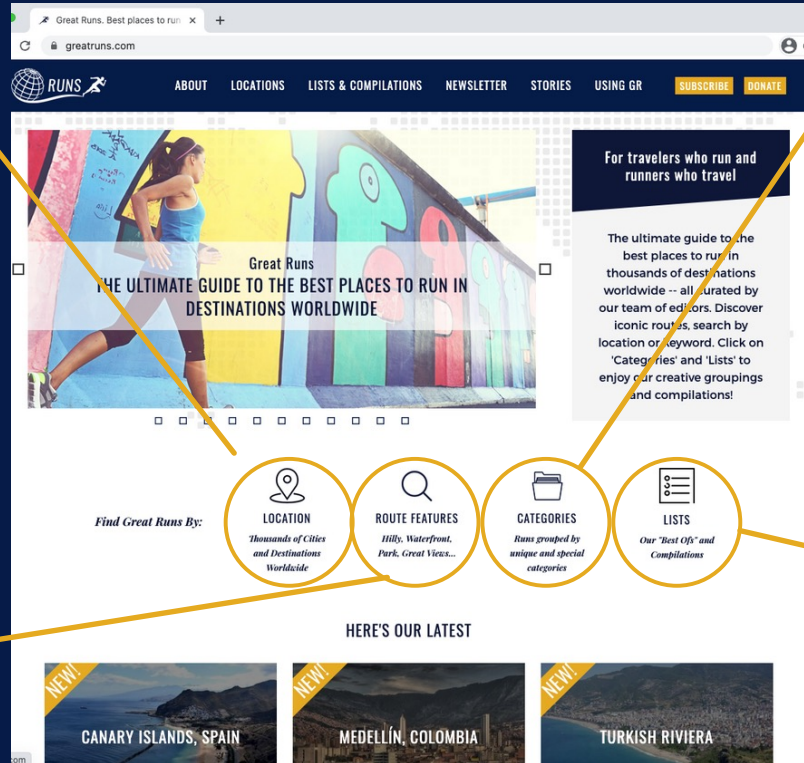 Great Runs. Best places to run
greatruns.com
RUNS
ABOUT LOCATIONS LISTS & COMPILATIONS NEWSLETTER STORIES USING GR SUBSCRIBE DONATE
Great Runs
THE ULTIMATE GUIDE TO THE BEST PLACES TO RUN IN
DESTINATIONS WORLDWIDE
For travelers who run and
runners who travel
The ultimate guide to the
best places to run in
thousands of destinations
worldwide -- all curated by
our team of editors. Discover
iconic routes, search by
location or keyword. Click on
'Categories' and 'Lists' to
enjoy our creative groupings
and compilations!
Find Great Runs By:
LOCATION
Thousands of Cities
and Destinations
Worldwide
ROUTE FEATURES
Hilly, Waterfront,
Park, Great Views...
CATEGORIES
Runs grouped by
unique and special
categories
LISTS
Our "Best Ofs" and
Compilations
HERE'S OUR LATEST
NEW!
CANARY ISLANDS, SPAIN
NEW!
MEDELLÍN, COLOMBIA
NEW!
TURKISH RIVIERA
com